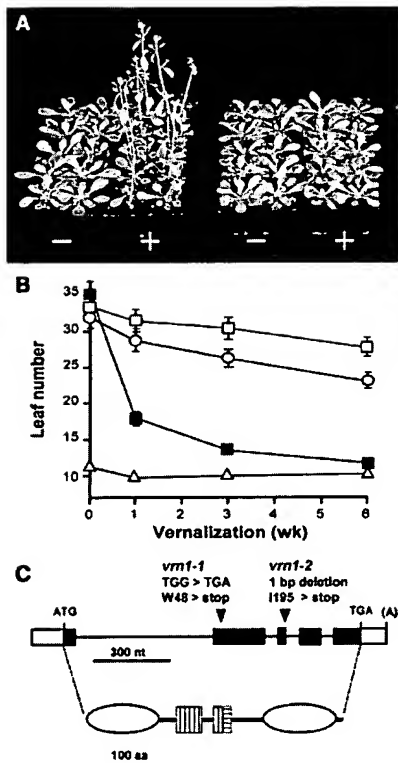 A
− + − +
B
35
30
25
20
15
10
Leaf number
0 1 2 3 4 5 6
Vernalization (wk)
C
vrn1-1 vrn1-2
TGG > TGA 1 bp deletion
W48 > stop I195 > stop
ATG TGA (A)
300 nt
100 aa